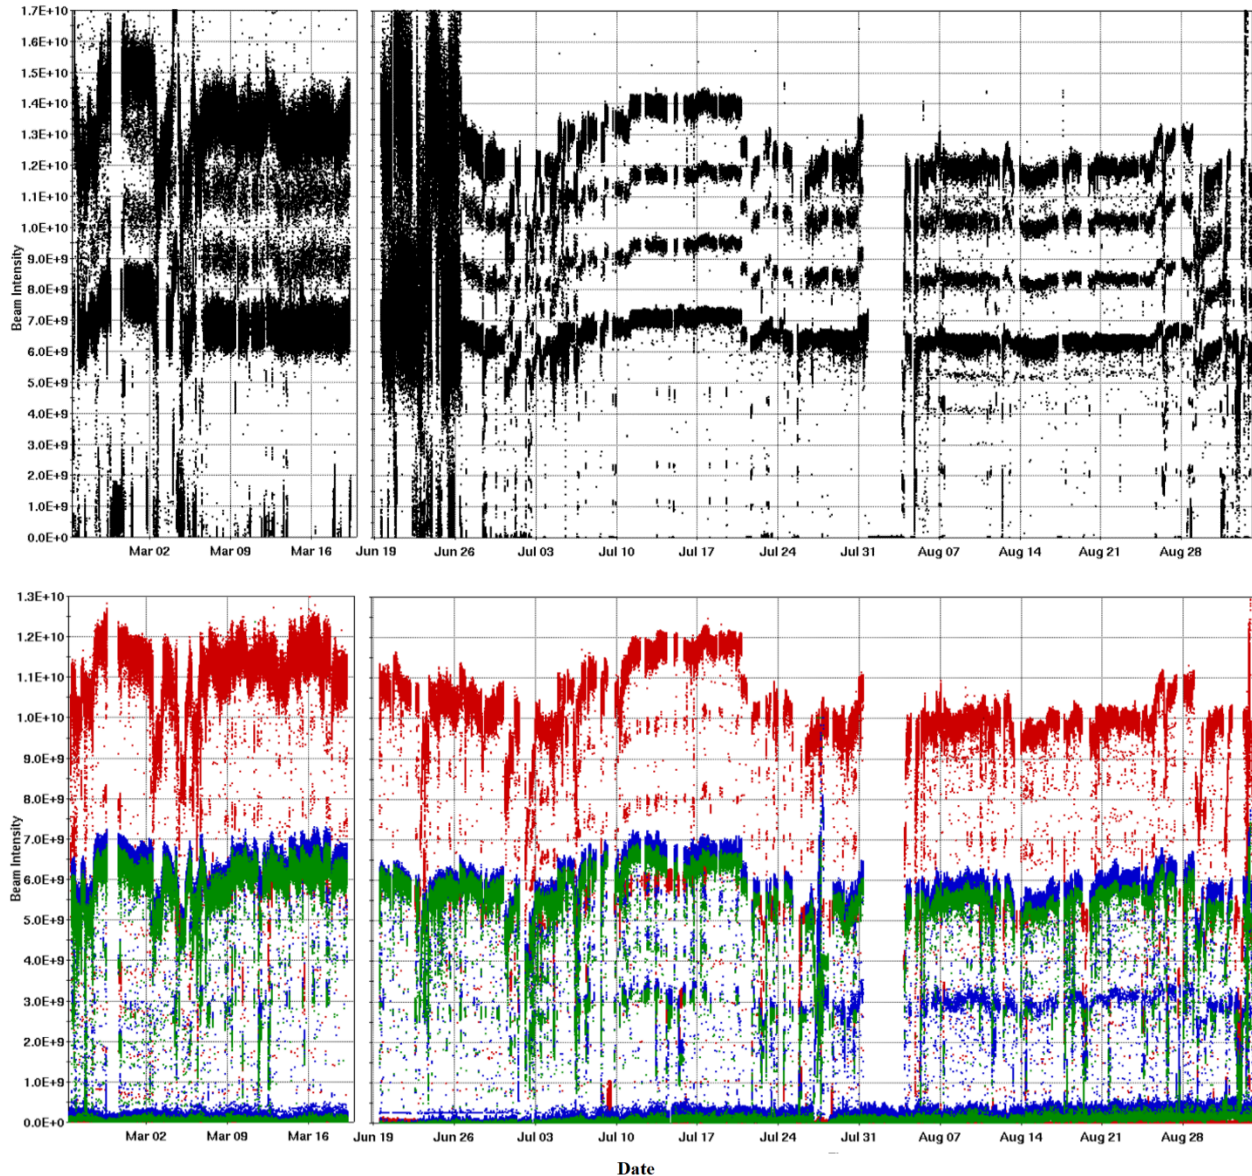 1.7E+10
1.6E+10
1.5E+10
1.4E+10
1.3E+10
1.2E+10
1.1E+10
1.0E+10
9.0E+9
8.0E+9
7.0E+9
6.0E+9
5.0E+9
4.0E+9
3.0E+9
2.0E+9
1.0E+9
0.0E+0
Beam Intensity
Mar 02 Mar 09 Mar 16 Jun 19 Jun 26 Jul 03 Jul 10 Jul 17 Jul 24 Jul 31 Aug 07 Aug 14 Aug 21 Aug 28
1.3E+10
1.2E+10
1.1E+10
1.0E+10
9.0E+9
8.0E+9
7.0E+9
6.0E+9
5.0E+9
4.0E+9
3.0E+9
2.0E+9
1.0E+9
0.0E+0
Beam Intensity
Mar 02 Mar 09 Mar 16 Jun 19 Jun 26 Jul 03 Jul 10 Jul 17 Jul 24 Jul 31 Aug 07 Aug 14 Aug 21 Aug 28
Date